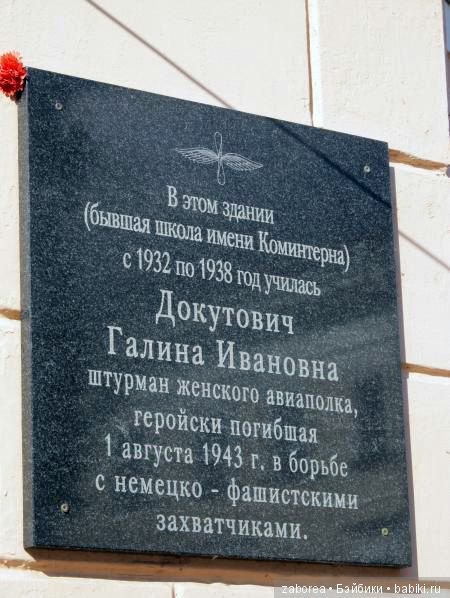 В этом здании
(бывшая школа имени Коминтерна)
с 1932 по 1938 год училась
Докутович
Галина Ивановна
штурман женского авиаполка,
геройски погибшая
1 августа 1943 г. в борьбе
с немецко - фашистскими
захватчиками.
zaborea • Бэйбики • babiki.ru